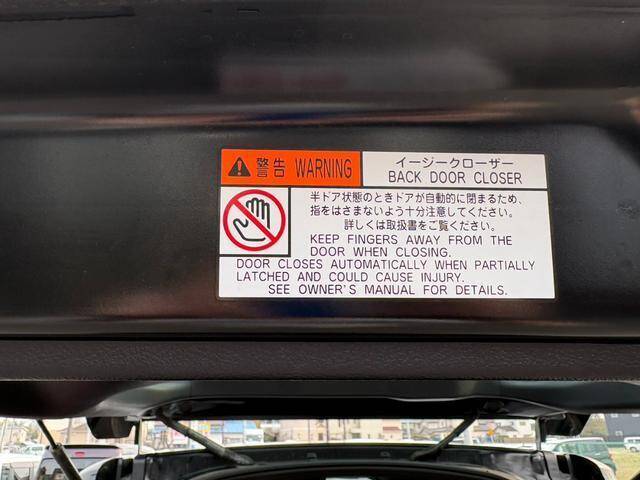 警告 WARNING
イージークローザー
BACK DOOR CLOSER
半ドア状態のときドアが自動的に閉まるため、
指をはさまないよう十分注意してください。
詳しくは取扱書をご覧ください。
KEEP FINGERS AWAY FROM THE
DOOR WHEN CLOSING.
DOOR CLOSES AUTOMATICALLY WHEN PARTIALLY
LATCHED AND COULD CAUSE INJURY.
SEE OWNER'S MANUAL FOR DETAILS.